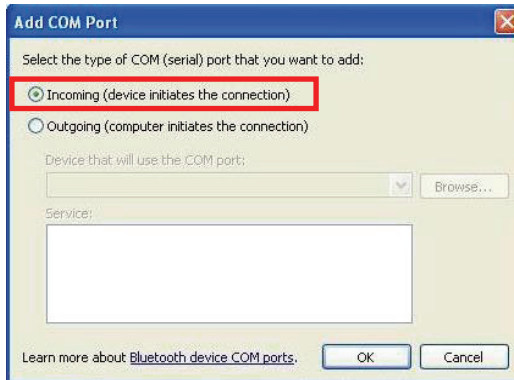 Add COM Port
Select the type of COM (serial) port that you want to add:
Incoming (device initiates the connection)
Outgoing (computer initiates the connection)
Device that will use the COM port:
Browse...
Service:
Learn more about Bluetooth device COM ports.
OK
Cancel